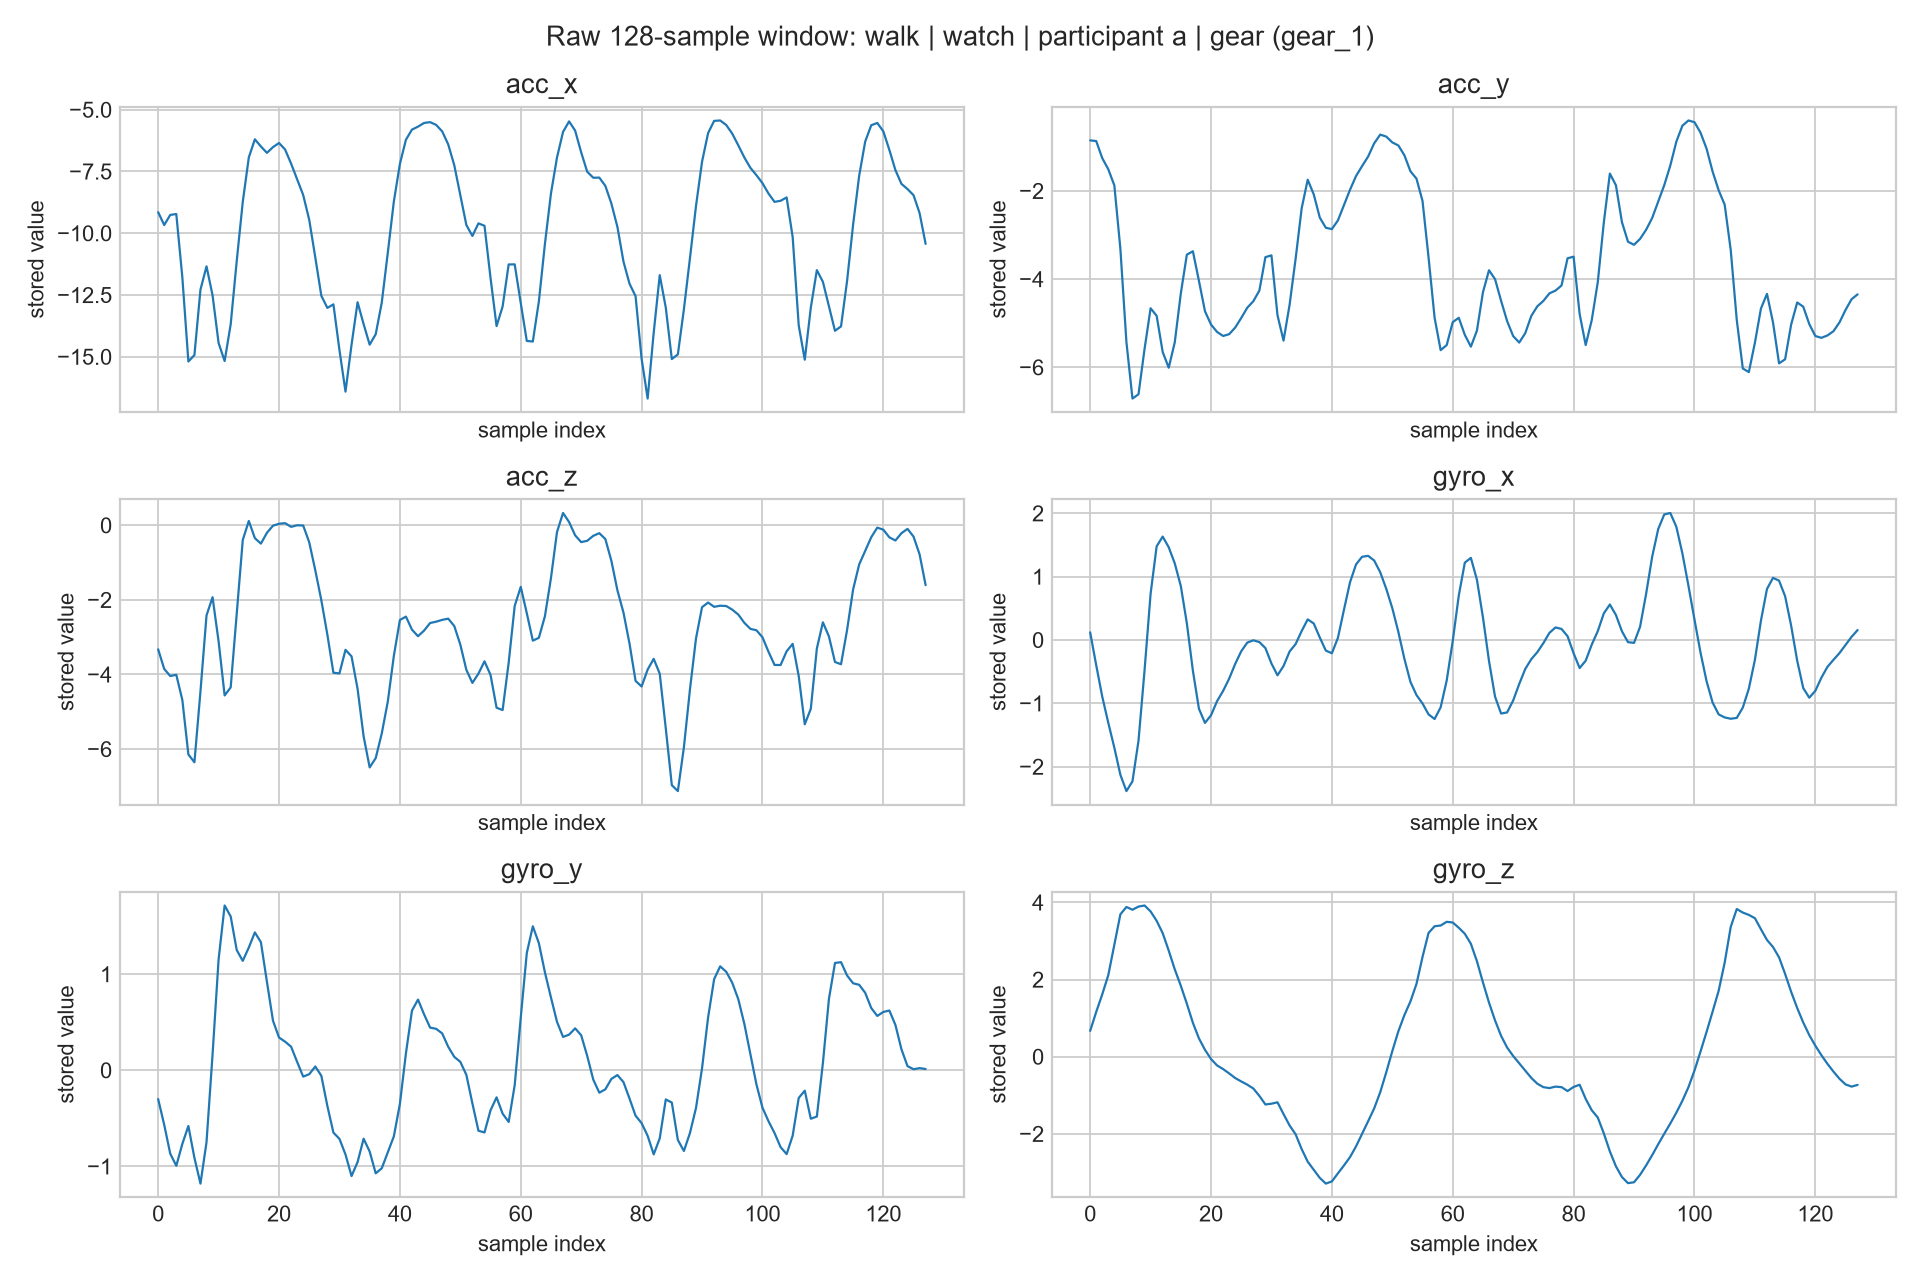 Raw 128-sample window: walk | watch | participant a | gear (gear_1)
acc_x
−5.0
−7.5
−10.0
−12.5
−15.0
stored value
sample index
acc_y
−2
−4
−6
stored value
sample index
acc_z
0
−2
−4
−6
stored value
sample index
gyro_x
2
1
0
−1
−2
stored value
sample index
gyro_y
1
0
−1
stored value
0 20 40 60 80 100 120
sample index
gyro_z
4
2
0
−2
stored value
0 20 40 60 80 100 120
sample index